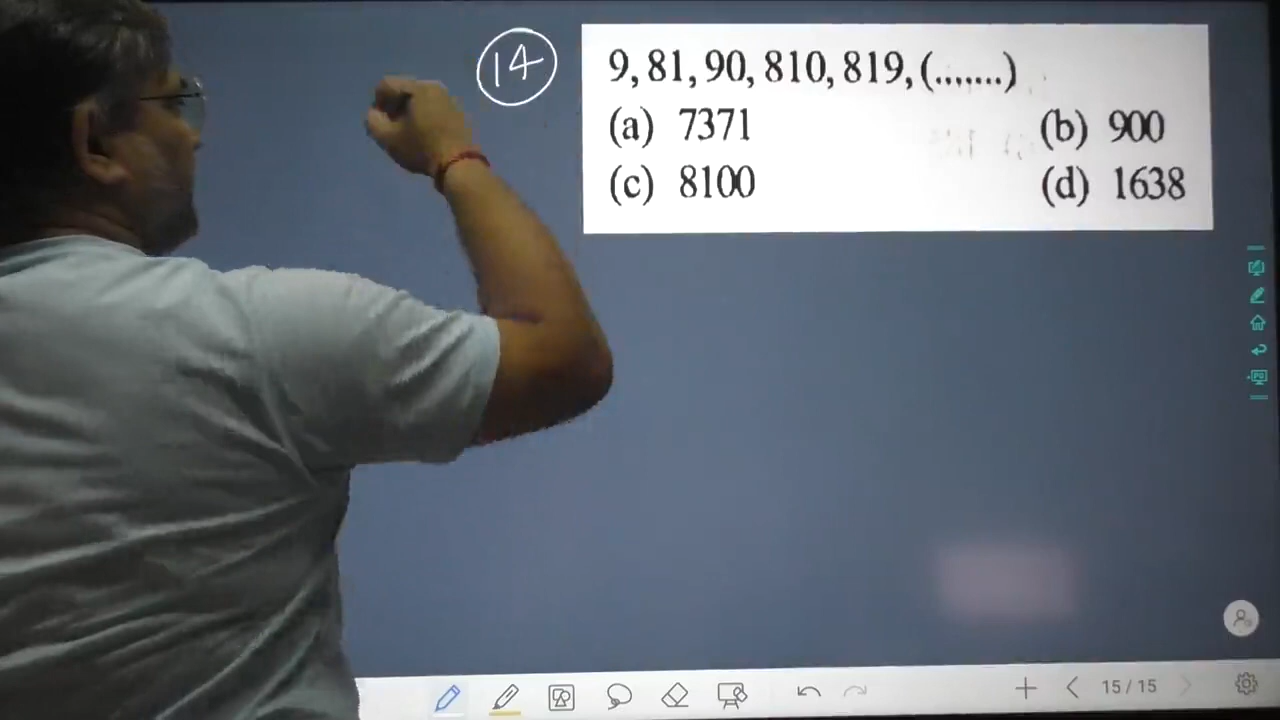 14
9, 81, 90, 810, 819, (.......)
(a) 7371 (b) 900
(c) 8100 (d) 1638
15/15